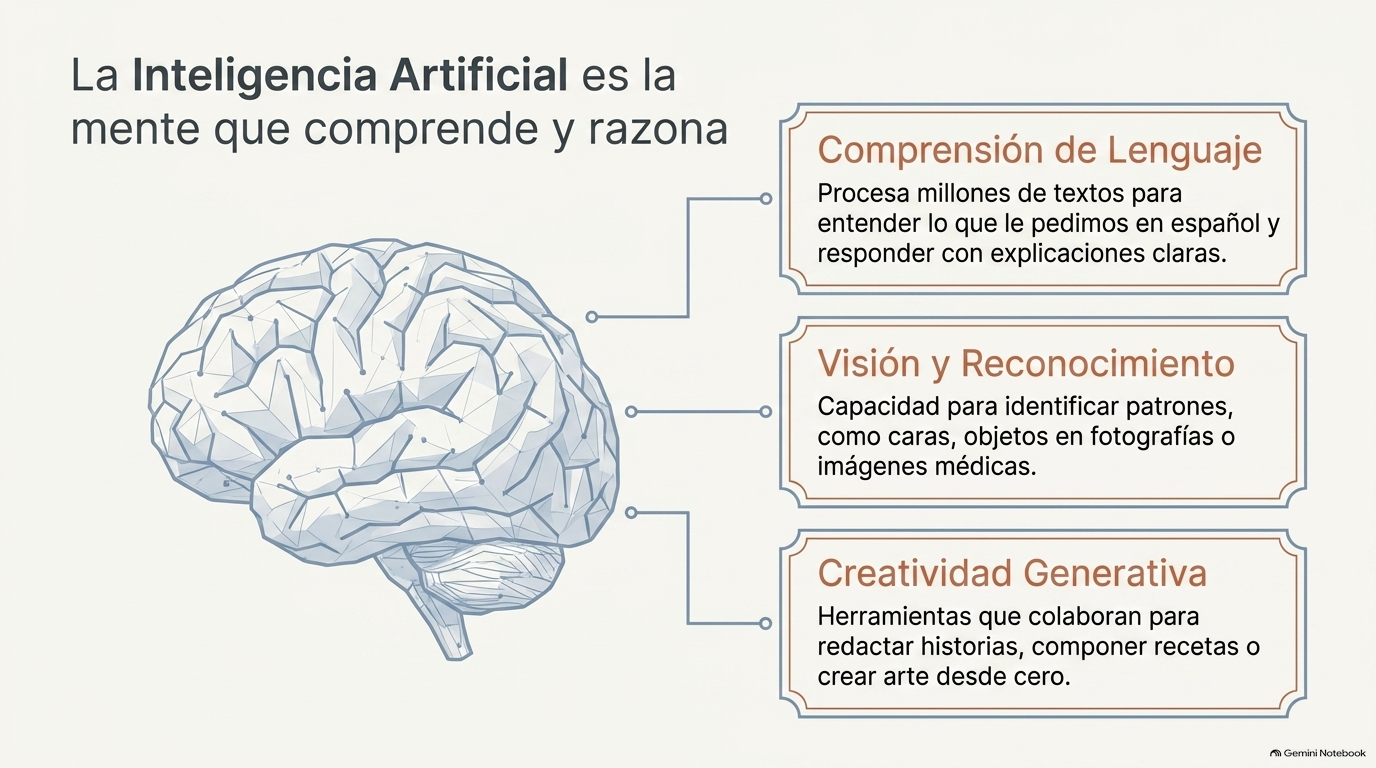 La Inteligencia Artificial es la
mente que comprende y razona
Comprensión de Lenguaje
Procesa millones de textos para
entender lo que le pedimos en español y
responder con explicaciones claras.
Visión y Reconocimiento
Capacidad para identificar patrones,
como caras, objetos en fotografías o
imágenes médicas.
Creatividad Generativa
Herramientas que colaboran para
redactar historias, componer recetas o
crear arte desde cero.
Gemini Notebook